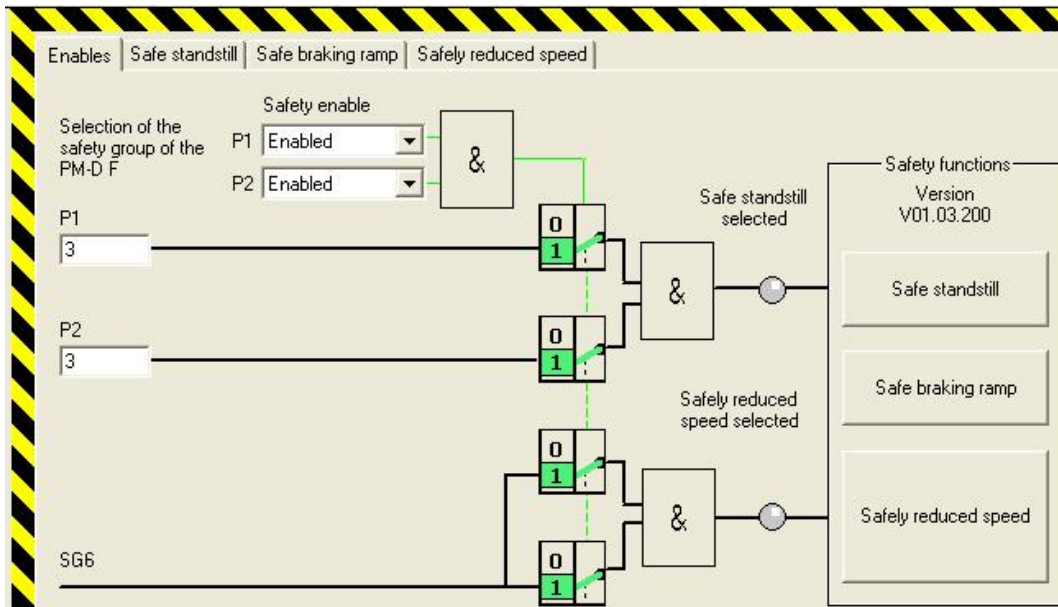 Enables
Safe standstill
Safe braking ramp
Safely reduced speed
Selection of the
safety group of the
PM-D F
Safety enable
P1
Enabled
P2
Enabled
&
P1
3
0
1
Safe standstill
selected
&
P2
3
0
1
Safely reduced
speed selected
0
1
&
SG6
0
1
Safety functions
Version
V01.03.200
Safe standstill
Safe braking ramp
Safely reduced speed